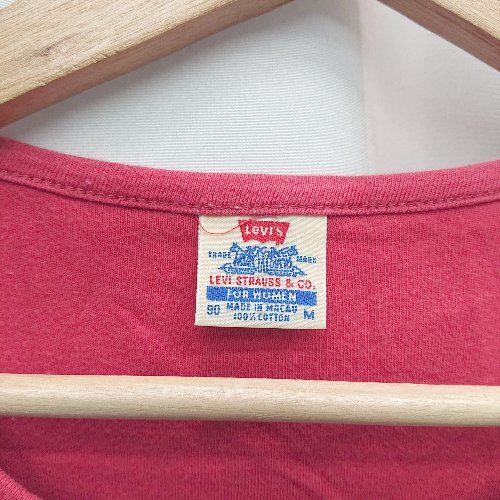 Levi's
TRADE MARK
LEVI STRAUSS & CO.
FOR WOMEN
90 MADE IN MACAU M
100% COTTON